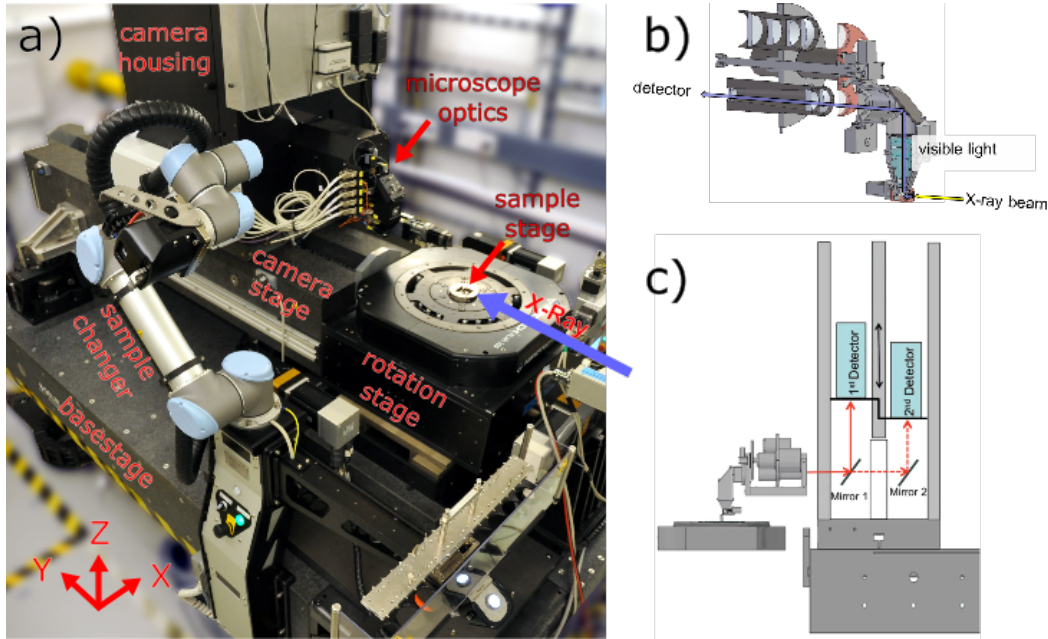 a)
camera
housing
microscope
optics
sample
stage
camera
stage
X-Ray
rotation
stage
sample
changer
basestage
Z
Y
X
b)
detector
visible light
X-ray beam
c)
1st Detector
2nd Detector
Mirror 1
Mirror 2